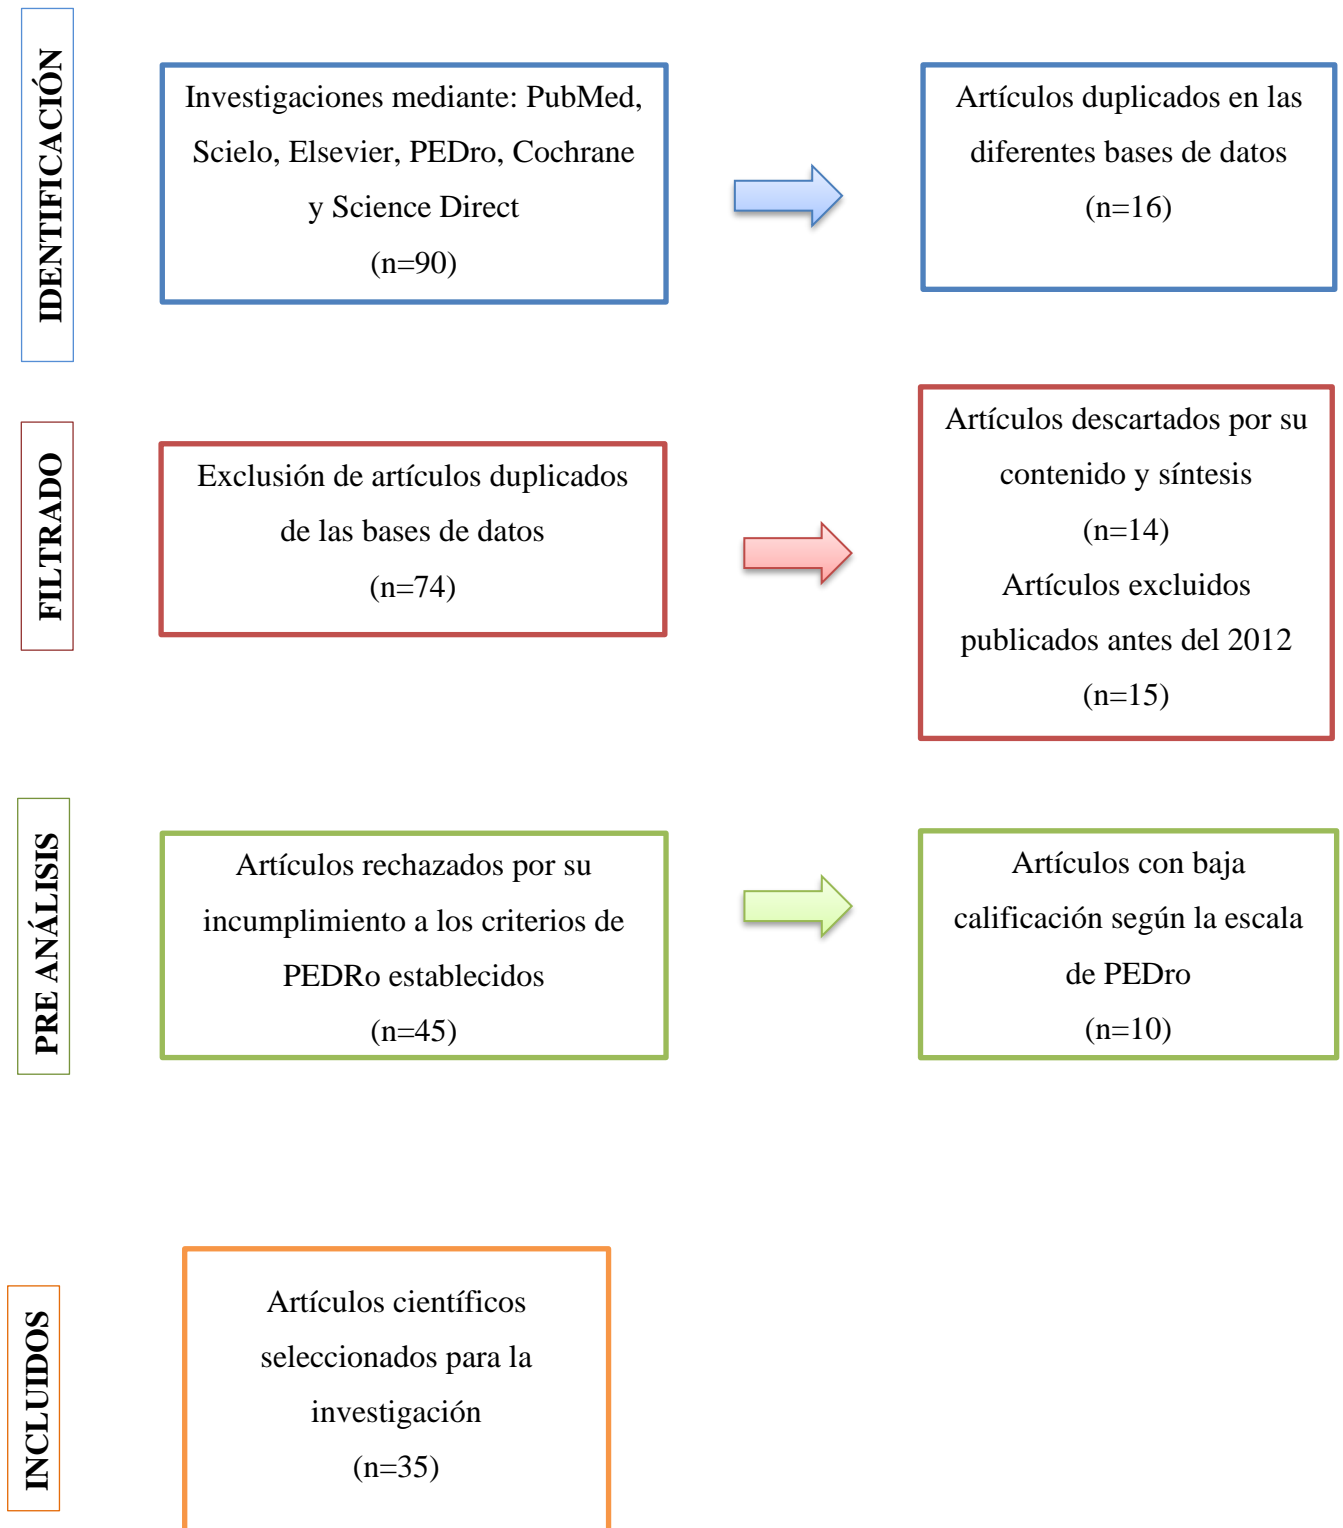 IDENTIFICACIÓN
Investigaciones mediante: PubMed,
Scielo, Elsevier, PEDro, Cochrane
y Science Direct
(n=90)
Artículos duplicados en las
diferentes bases de datos
(n=16)
FILTRADO
Exclusión de artículos duplicados
de las bases de datos
(n=74)
Artículos descartados por su
contenido y síntesis
(n=14)
Artículos excluidos
publicados antes del 2012
(n=15)
PRE ANÁLISIS
Artículos rechazados por su
incumplimiento a los criterios de
PEDRo establecidos
(n=45)
Artículos con baja
calificación según la escala
de PEDro
(n=10)
INCLUIDOS
Artículos científicos
seleccionados para la
investigación
(n=35)